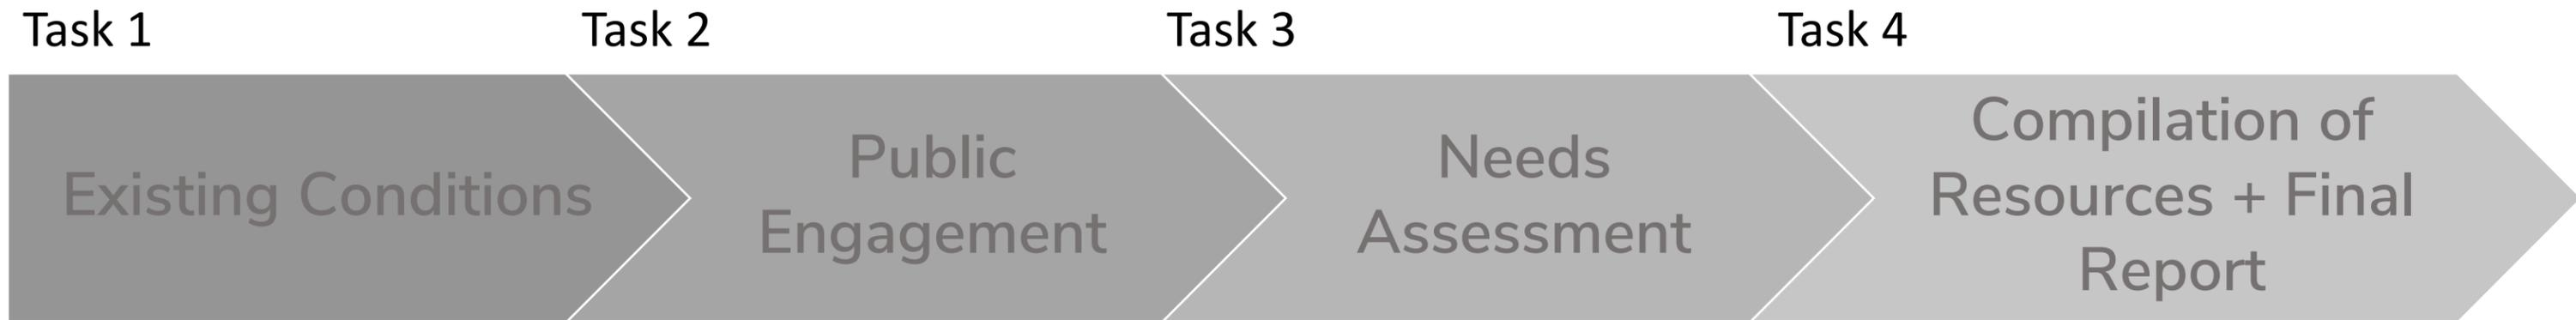 Task 1
Task 2
Task 3
Task 4
Existing Conditions
Public
Engagement
Needs
Assessment
Compilation of
Resources + Final
Report